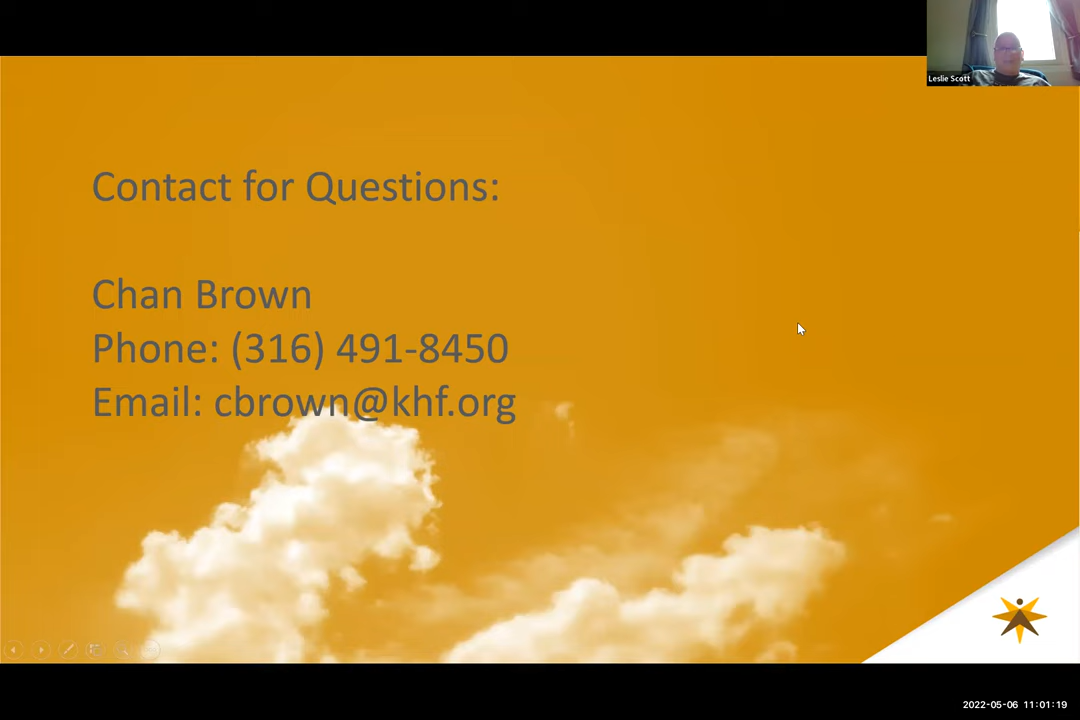 Leslie Scott
Contact for Questions:
Chan Brown
Phone: (316) 491-8450
Email: cbrown@khf.org
2022-05-06 11:01:19